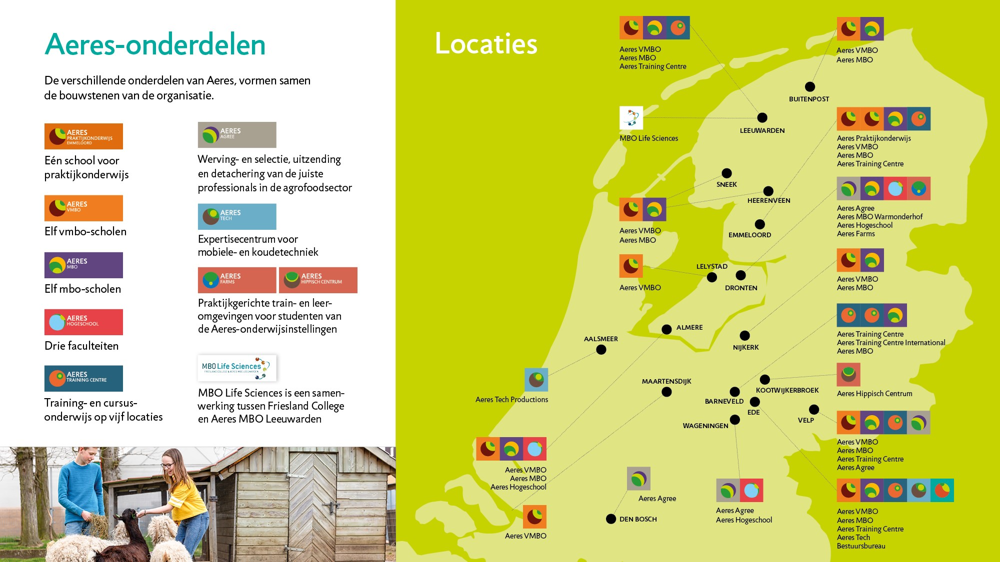 Aeres-onderdelen
De verschillende onderdelen van Aeres, vormen samen
de bouwstenen van de organisatie.
AERES
PRAKTIJKONDERWIJS
EMMELOORD
Eén school voor
praktijkonderwijs
AERES
VMBO
Elf vmbo-scholen
AERES
MBO
Elf mbo-scholen
AERES
HOGESCHOOL
Drie faculteiten
AERES
TRAINING CENTRE
Training- en cursus-
onderwijs op vijf locaties
AERES
AGREE
Werving- en selectie, uitzending
en detachering van de juiste
professionals in de agrofoodsector
AERES
TECH
Expertisecentrum voor
mobiele- en koudetechniek
AERES
FARMS
AERES
HIPPISCH CENTRUM
Praktijkgerichte train- en leer-
omgevingen voor studenten van
de Aeres-onderwijsinstellingen
MBO Life Sciences
FRIESLAND COLLEGE & AERES MBO LEEUWARDEN
MBO Life Sciences is een samen-
werking tussen Friesland College
en Aeres MBO Leeuwarden
Locaties
Aeres VMBO
Aeres MBO
Aeres Training Centre
Aeres VMBO
Aeres MBO
BUITENPOST
MBO Life Sciences
LEEUWARDEN
Aeres Praktijkonderwijs
Aeres VMBO
Aeres MBO
Aeres Training Centre
SNEEK
HEERENVEEN
Aeres VMBO
Aeres MBO
EMMELOORD
Aeres Agree
Aeres MBO Warmonderhof
Aeres Hogeschool
Aeres Farms
LELYSTAD
DRONTEN
Aeres VMBO
Aeres VMBO
Aeres MBO
ALMERE
AALSMEER
NIJKERK
Aeres Training Centre
Aeres Training Centre International
Aeres MBO
Aeres Tech Productions
MAARTENSDIJK
KOOTWIJKERBROEK
BARNEVELD
EDE
Aeres Hippisch Centrum
VELP
WAGENINGEN
Aeres VMBO
Aeres MBO
Aeres Training Centre
Aeres Agree
Aeres VMBO
Aeres MBO
Aeres Hogeschool
Aeres Agree
DEN BOSCH
Aeres Agree
Aeres Hogeschool
Aeres VMBO
Aeres VMBO
Aeres MBO
Aeres Training Centre
Aeres Tech
Bestuursbureau